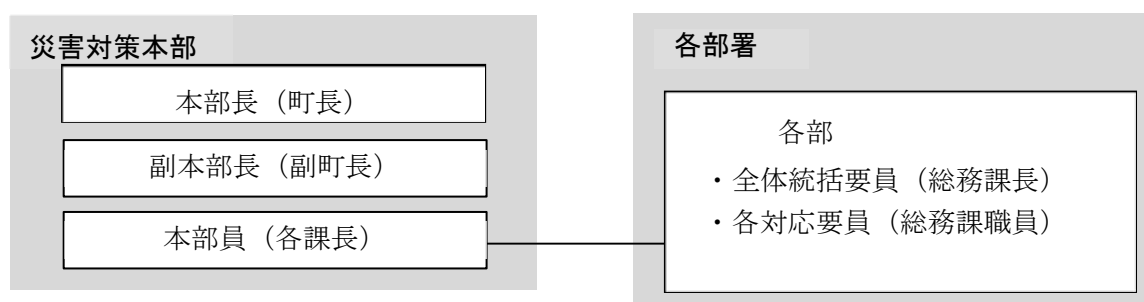 災害対策本部
本部長（町長）
副本部長（副町長）
本部員（各課長）
各部署
各部
・全体統括要員（総務課長）
・各対応要員（総務課職員）